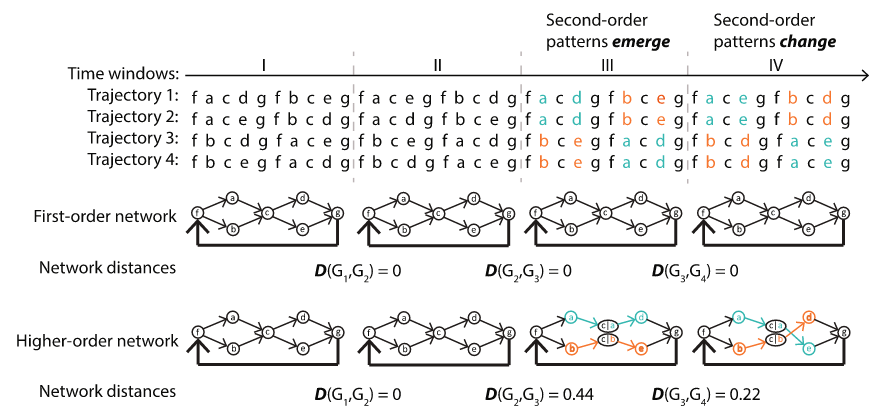 Second-order
patterns emerge
Second-order
patterns change
Time windows:
I
II
III
IV
Trajectory 1: f a c d g f b c e g f a c e g f b c d g f a c d g f b c e g f a c e g f b c d g
Trajectory 2: f a c e g f b c d g f a c e g f b c d g f a c d g f b c e g f a c e g f b c d g
Trajectory 3: f b c d g f a c e g f b c d g f a c e g f b c e g f a c d g f b c d g f a c e g
Trajectory 4: f b c e g f a c d g f b c d g f a c e g f b c e g f a c d g f b c d g f a c e g
First-order network
f a b c d e g
f a b c d e g
f a b c d e g
f a b c d e g
Network distances
D(G1,G2) = 0
D(G2,G3) = 0
D(G3,G4) = 0
Higher-order network
f a b c d e g
f a b c d e g
f a b c|a c|b d e g
f a b c|a c|b d e g
Network distances
D(G1,G2) = 0
D(G2,G3) = 0.44
D(G3,G4) = 0.22